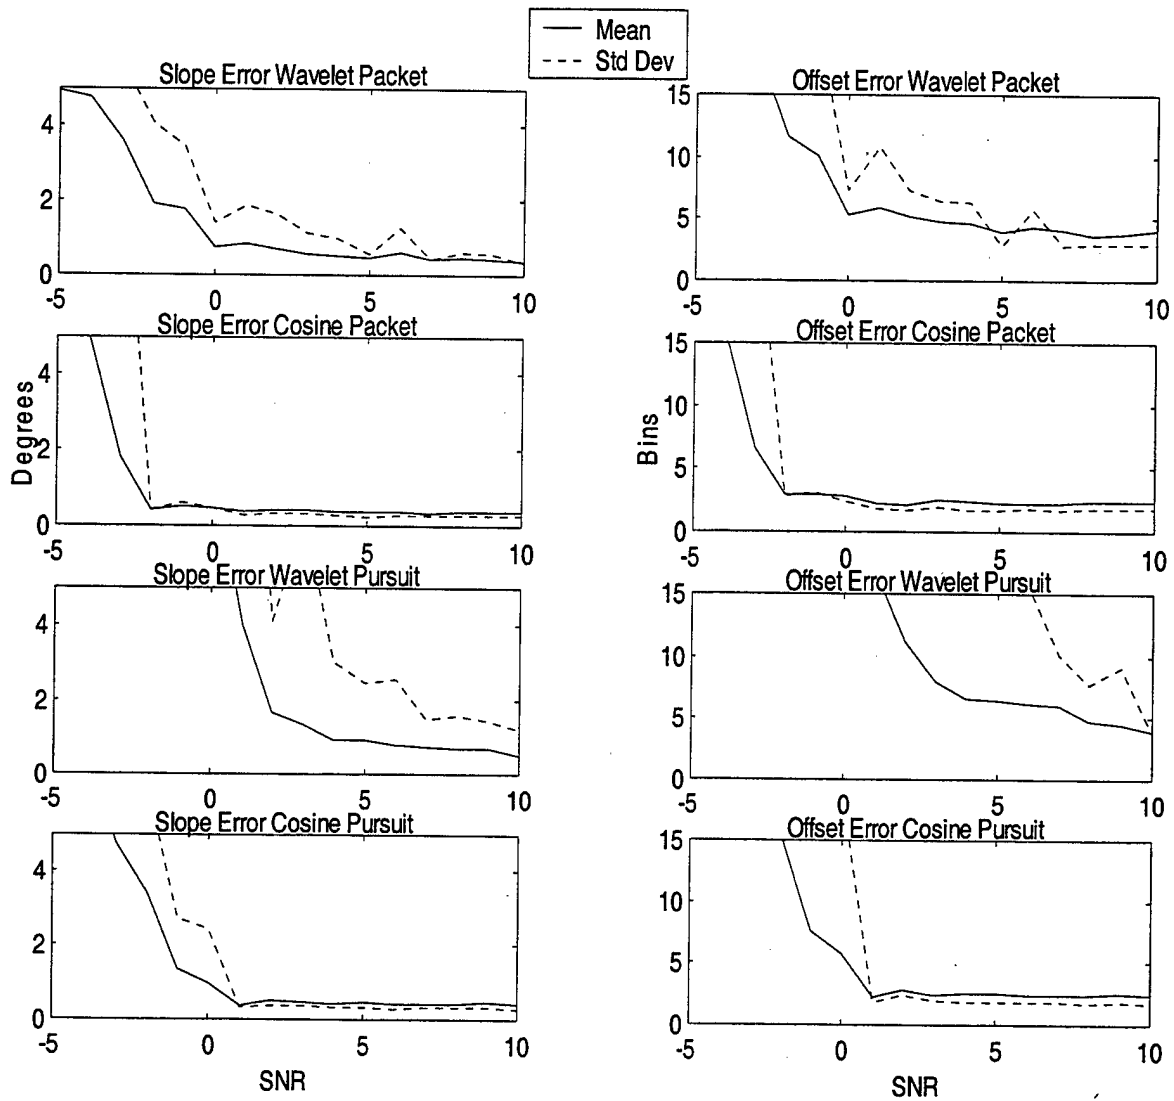 Mean
Std Dev
Slope Error Wavelet Packet
4
2
0
-5 0 5 10
Offset Error Wavelet Packet
15
10
5
0
-5 0 5 10
Slope Error Cosine Packet
4
2
0
-5 0 5 10
Degrees
Offset Error Cosine Packet
15
10
5
0
-5 0 5 10
Bins
Slope Error Wavelet Pursuit
4
2
0
-5 0 5 10
Offset Error Wavelet Pursuit
15
10
5
0
-5 0 5 10
Slope Error Cosine Pursuit
4
2
0
-5 0 5 10
SNR
Offset Error Cosine Pursuit
15
10
5
0
-5 0 5 10
SNR